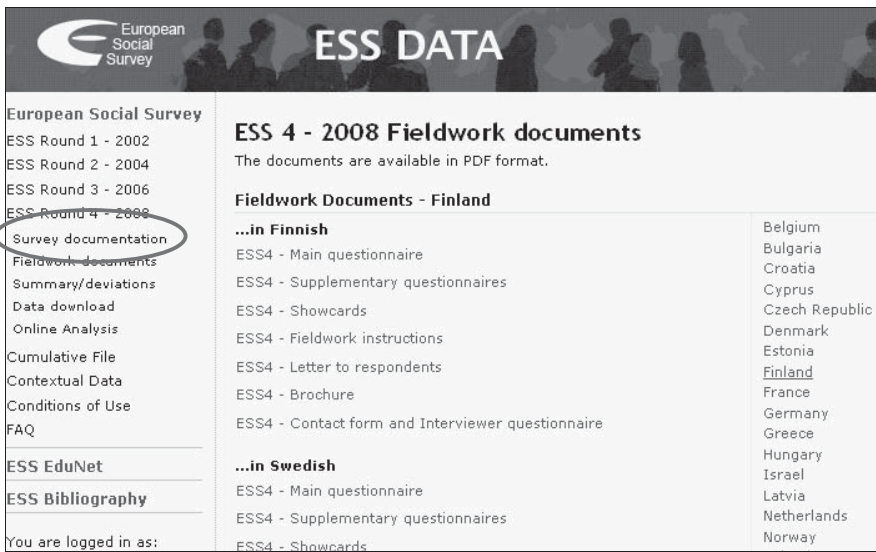 European
Social
Survey
ESS DATA
European Social Survey
ESS Round 1 - 2002
ESS Round 2 - 2004
ESS Round 3 - 2006
ESS Round 4 - 2008
Survey documentation
Fieldwork documents
Summary/deviations
Data download
Online Analysis
Cumulative File
Contextual Data
Conditions of Use
FAQ
ESS EduNet
ESS Bibliography
You are logged in as:
ESS 4 - 2008 Fieldwork documents
The documents are available in PDF format.
Fieldwork Documents - Finland
...in Finnish
ESS4 - Main questionnaire
ESS4 - Supplementary questionnaires
ESS4 - Showcards
ESS4 - Fieldwork instructions
ESS4 - Letter to respondents
ESS4 - Brochure
ESS4 - Contact form and Interviewer questionnaire
...in Swedish
ESS4 - Main questionnaire
ESS4 - Supplementary questionnaires
ESS4 - Showcards
Belgium
Bulgaria
Croatia
Cyprus
Czech Republic
Denmark
Estonia
Finland
France
Germany
Greece
Hungary
Israel
Latvia
Netherlands
Norway